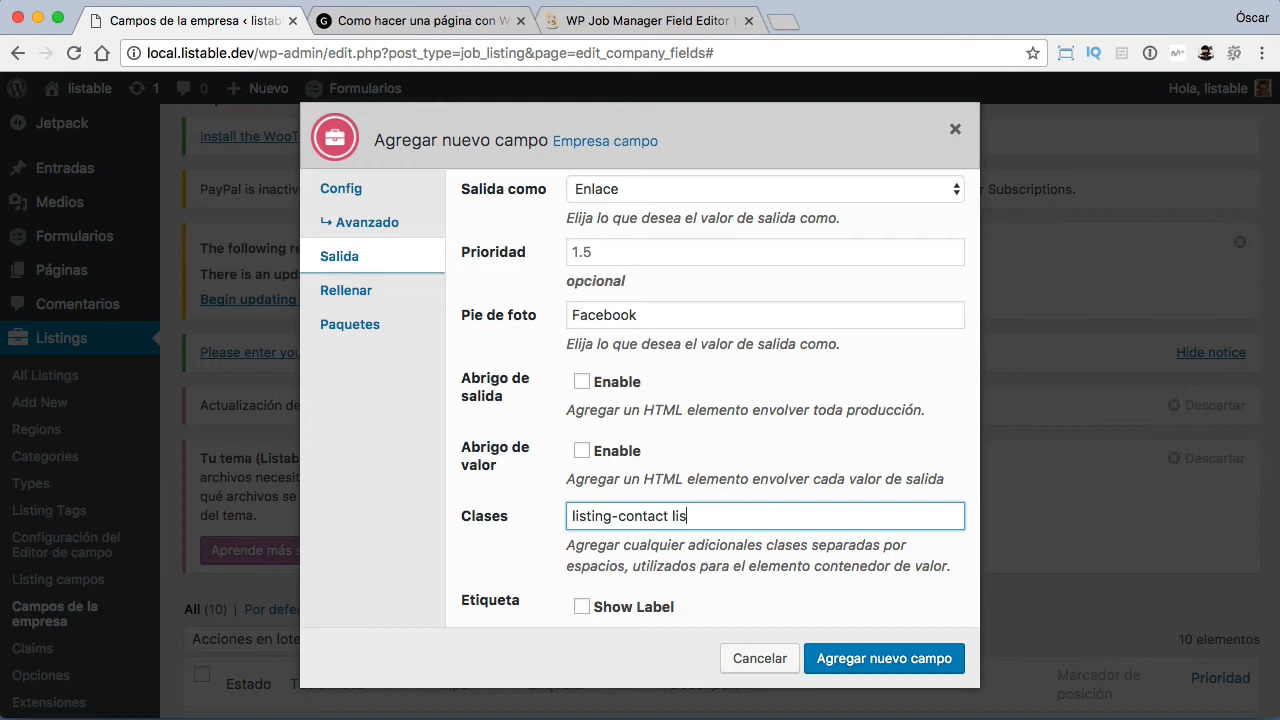 Campos de la empresa ‹ listab
Como hacer una página con W
WP Job Manager Field Editor |
Óscar
local.listable.dev/wp-admin/edit.php?post_type=job_listing&page=edit_company_fields#
listable
1
0
Nuevo
Formularios
Hola, listable
Jetpack
Entradas
Medios
Formularios
Páginas
Comentarios
Listings
All Listings
Add New
Regions
Categories
Types
Listing Tags
Configuración del
Editor de campo
Listing campos
Campos de la
empresa
Claims
Opciones
Extensiones
Install the WooT
PayPal is inactiv
r Subscriptions.
The following re
There is an upd
Begin updating
Please enter you
Hide notice
Actualización de
Descartar
Tu tema (Listab
archivos necesit
qué archivos se
del tema.
Descartar
Aprende más s
All (10) | Por defe
Acciones en lote
10 elementos
Estado
Marcador de
posición
Prioridad
Agregar nuevo campo Empresa campo
Config
↳ Avanzado
Salida
Rellenar
Paquetes
Salida como
Enlace
Elija lo que desea el valor de salida como.
Prioridad
1.5
opcional
Pie de foto
Facebook
Elija lo que desea el valor de salida como.
Abrigo de
salida
Enable
Agregar un HTML elemento envolver toda producción.
Abrigo de
valor
Enable
Agregar un HTML elemento envolver cada valor de salida
Clases
listing-contact lis
Agregar cualquier adicionales clases separadas por
espacios, utilizados para el elemento contenedor de valor.
Etiqueta
Show Label
Cancelar
Agregar nuevo campo